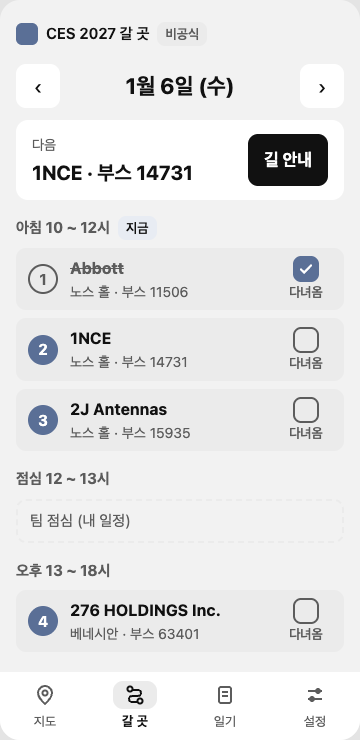 CES 2027 갈 곳 비공식
‹ 1월 6일 (수) ›
다음
1NCE · 부스 14731
길 안내
아침 10 ~ 12시 지금
1 Abbott
노스 홀 · 부스 11506
다녀옴
2 1NCE
노스 홀 · 부스 14731
다녀옴
3 2J Antennas
노스 홀 · 부스 15935
다녀옴
점심 12 ~ 13시
팀 점심 (내 일정)
오후 13 ~ 18시
4 276 HOLDINGS Inc.
베네시안 · 부스 63401
다녀옴
지도 갈 곳 일기 설정